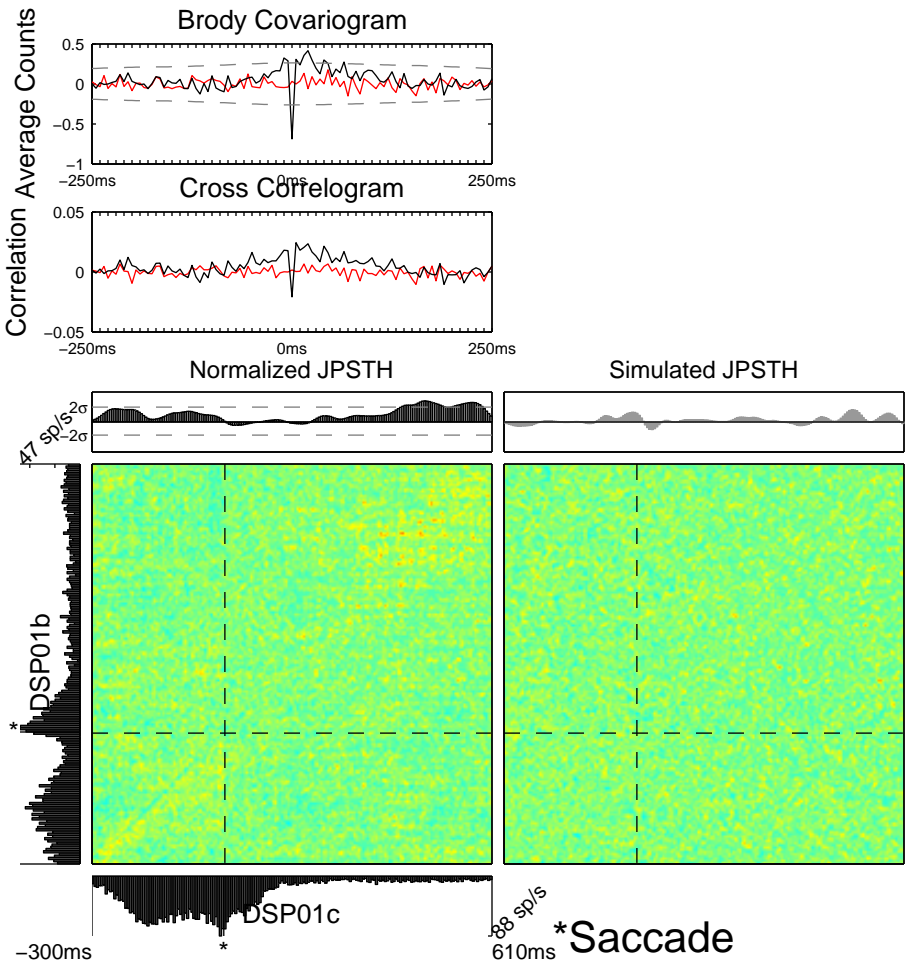 Brody Covariogram
Average Counts
0.5
0
−0.5
−1
−250ms
0ms
250ms
Cross Correlogram
Correlation
0.05
0
−0.05
−250ms
0ms
250ms
Normalized JPSTH
Simulated JPSTH
2σ
−2σ
47 sp/s
DSP01b
*
DSP01c
*
88 sp/s
−300ms
610ms
*Saccade